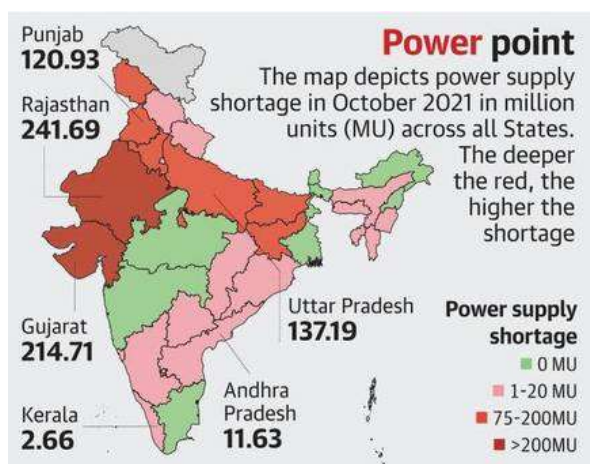 Power point
The map depicts power supply
shortage in October 2021 in million
units (MU) across all States.
The deeper
the red, the
higher the
shortage
Punjab
120.93
Rajasthan
241.69
Gujarat
214.71
Kerala
2.66
Andhra
Pradesh
11.63
Uttar Pradesh
137.19
Power supply
shortage
0 MU
1-20 MU
75-200MU
>200MU